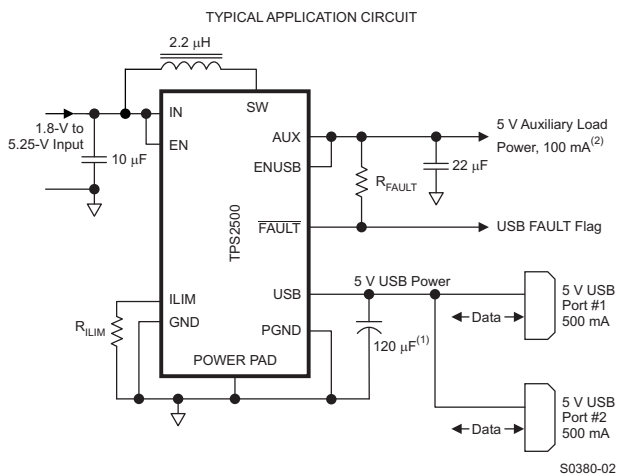 TYPICAL APPLICATION CIRCUIT
2.2 μH
IN
SW
1.8-V to
5.25-V Input
EN
10 μF
AUX
5 V Auxiliary Load
Power, 100 mA(2)
ENUSB
RFAULT
22 μF
TPS2500
FAULT
USB FAULT Flag
USB
5 V USB Power
5 V USB
Port #1
500 mA
Data
ILIM
RILIM
GND
PGND
120 μF(1)
POWER PAD
5 V USB
Port #2
500 mA
Data
S0380-02